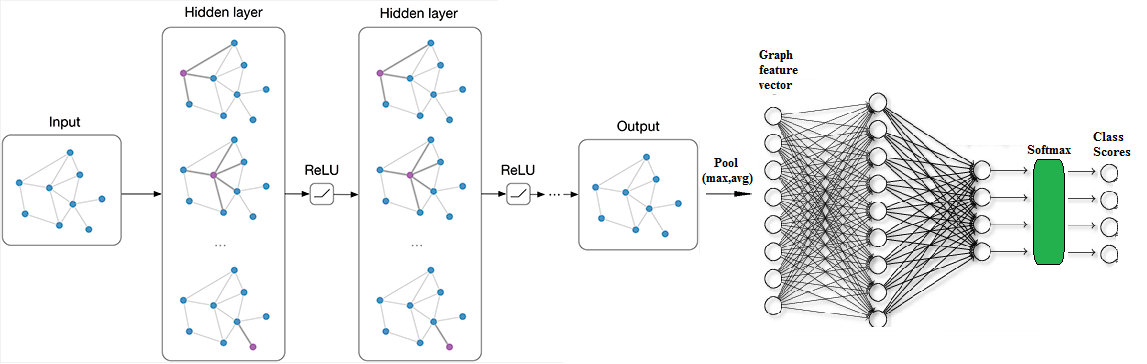 Hidden layer
Hidden layer
Graph
feature
vector
Input
Output
Class
Scores
Softmax
Pool
(max,avg)
ReLU
ReLU
...
...
...